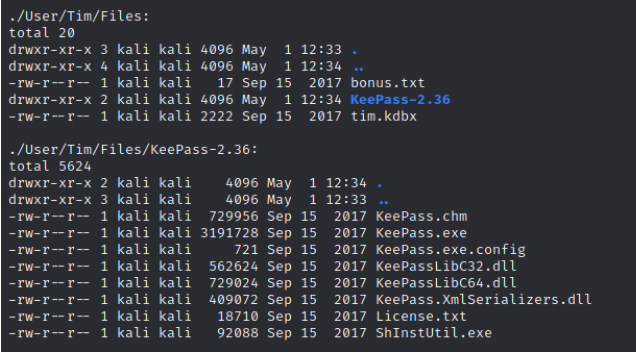 ./User/Tim/Files:
total 20
drwxr-xr-x 3 kali kali 4096 May  1 12:33 .
drwxr-xr-x 4 kali kali 4096 May  1 12:34 ..
-rw-r--r-- 1 kali kali   17 Sep 15  2017 bonus.txt
drwxr-xr-x 2 kali kali 4096 May  1 12:34 KeePass-2.36
-rw-r--r-- 1 kali kali 2222 Sep 15  2017 tim.kdbx

./User/Tim/Files/KeePass-2.36:
total 5624
drwxr-xr-x 2 kali kali    4096 May  1 12:34 .
drwxr-xr-x 3 kali kali    4096 May  1 12:33 ..
-rw-r--r-- 1 kali kali  729956 Sep 15  2017 KeePass.chm
-rw-r--r-- 1 kali kali 3191728 Sep 15  2017 KeePass.exe
-rw-r--r-- 1 kali kali     721 Sep 15  2017 KeePass.exe.config
-rw-r--r-- 1 kali kali  562624 Sep 15  2017 KeePassLibC32.dll
-rw-r--r-- 1 kali kali  729024 Sep 15  2017 KeePassLibC64.dll
-rw-r--r-- 1 kali kali  409072 Sep 15  2017 KeePass.XmlSerializers.dll
-rw-r--r-- 1 kali kali   18710 Sep 15  2017 License.txt
-rw-r--r-- 1 kali kali   92088 Sep 15  2017 ShInstUtil.exe